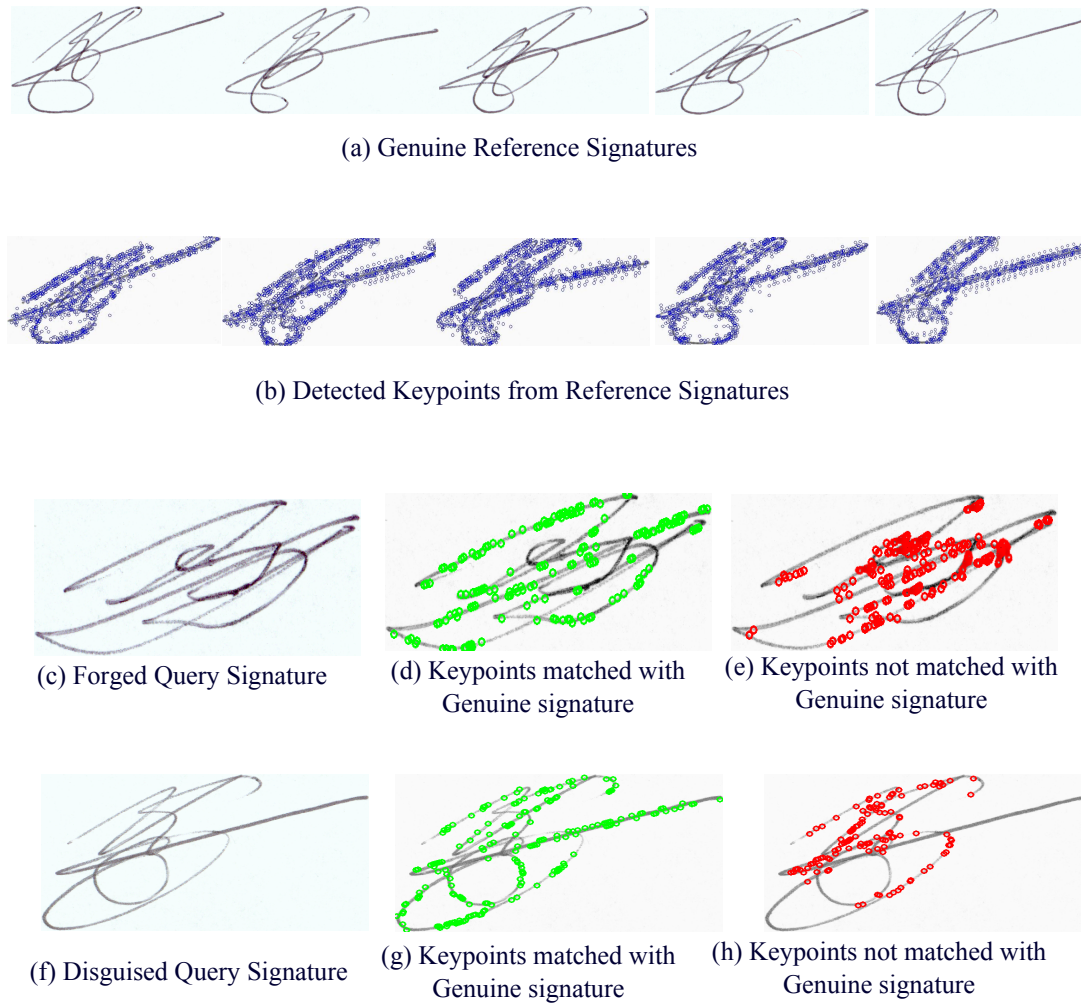 (a) Genuine Reference Signatures
(b) Detected Keypoints from Reference Signatures
(c) Forged Query Signature
(d) Keypoints matched with
Genuine signature
(e) Keypoints not matched with
Genuine signature
(f) Disguised Query Signature
(g) Keypoints matched with
Genuine signature
(h) Keypoints not matched with
Genuine signature